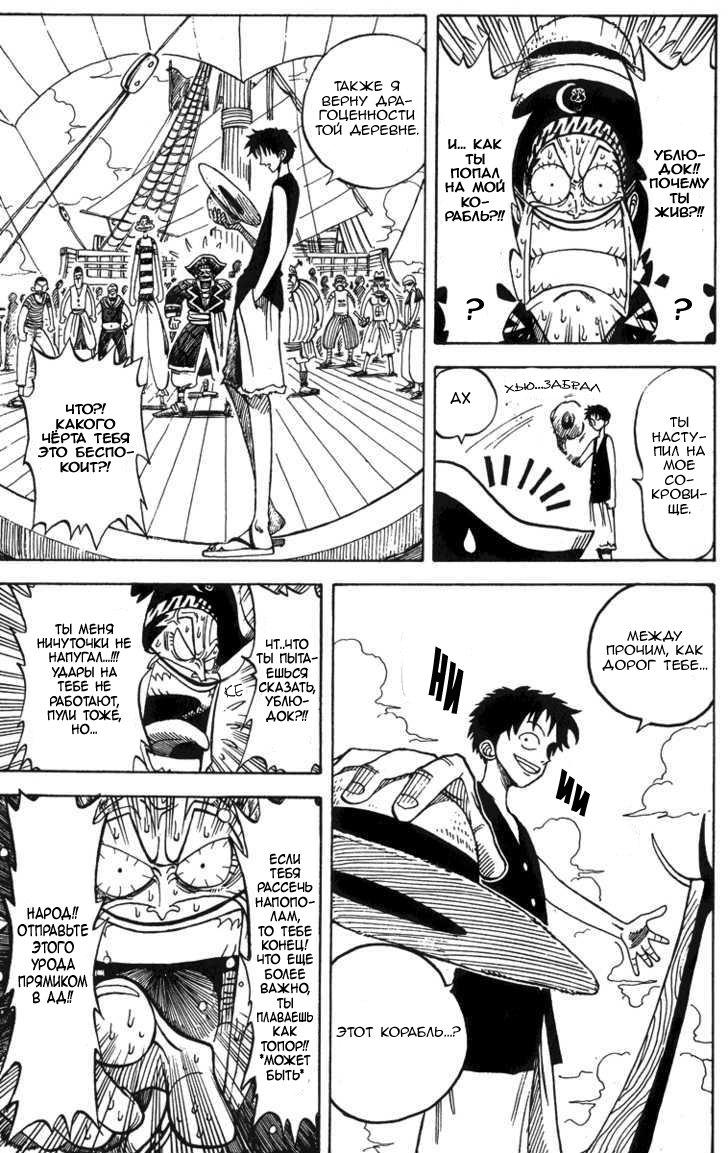 УБЛЮ-
ДОК!!
ПОЧЕМУ
ТЫ
ЖИВ?!!
И... КАК
ТЫ
ПОПАЛ
НА МОЙ
КО-
РАБЛЬ?!!
?
?
ТЫ
НАСТУ-
ПИЛ НА
МОЕ
СО-
КРОВИ-
ЩЕ.
ХЬЮ...ЗАБРАЛ
АХ
ТАКЖЕ Я
ВЕРНУ ДРА-
ГОЦЕННОСТИ
ТОЙ ДЕРЕВНЕ.
ЧТО?!
КАКОГО
ЧЁРТА ТЕБЯ
ЭТО БЕСПО-
КОИТ?!
МЕЖДУ
ПРОЧИМ, КАК
ДОРОГ ТЕБЕ...
НИ
ИИ
ЭТОТ КОРАБЛЬ...?
ЧТ..ЧТО
ТЫ ПЫТА-
ЕШЬСЯ
СКАЗАТЬ,
УБЛЮ-
ДОК?!!
КЕ
ТЫ МЕНЯ
НИЧУТОЧКИ НЕ
НАПУГАЛ...!!!
УДАРЫ НА
ТЕБЕ НЕ
РАБОТАЮТ,
ПУЛИ ТОЖЕ,
НО...
ЕСЛИ
ТЕБЯ
РАССЕЧЬ
НАПОПО-
ЛАМ,
ТО ТЕБЕ
КОНЕЦ!
ЧТО ЕЩЕ
БОЛЕЕ
ВАЖНО,
ТЫ
ПЛАВАЕШЬ
КАК
ТОПОР!!
*МОЖЕТ
БЫТЬ*
НАРОД!!
ОТПРАВЬТЕ
ЭТОГО
УРОДА
ПРЯМИКОМ
В АД!!